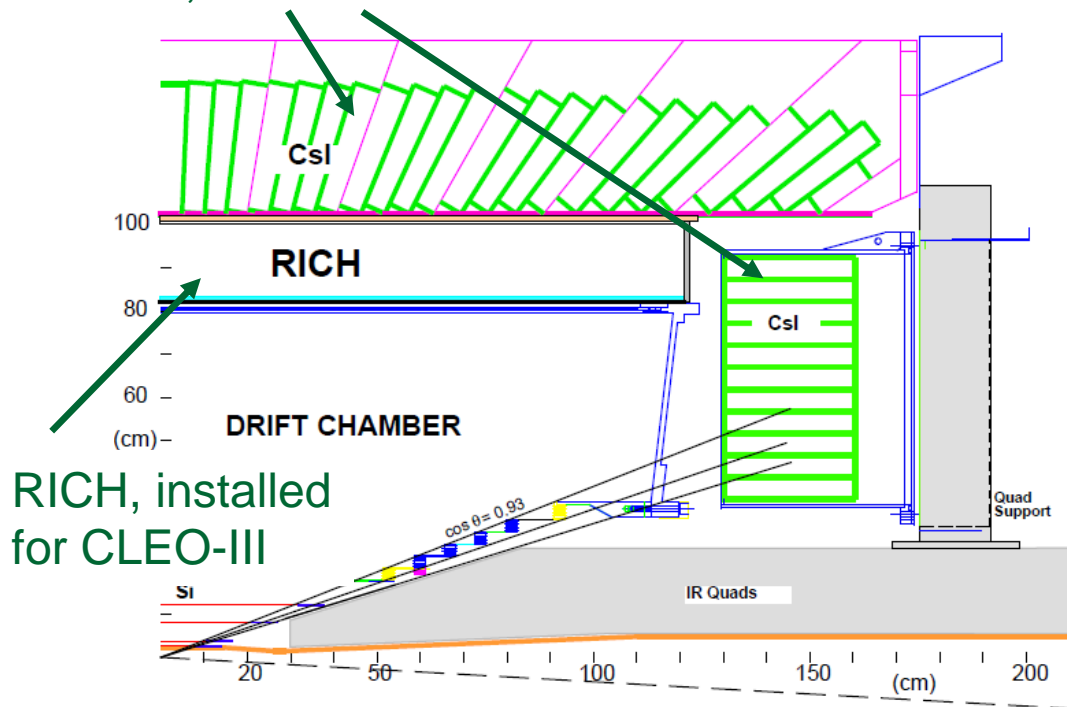 CsI
100
RICH
80
CsI
60
DRIFT CHAMBER
(cm)
RICH, installed
for CLEO-III
cos θ= 0.93
Quad
Support
Si
IR Quads
20
50
100
150
(cm)
200